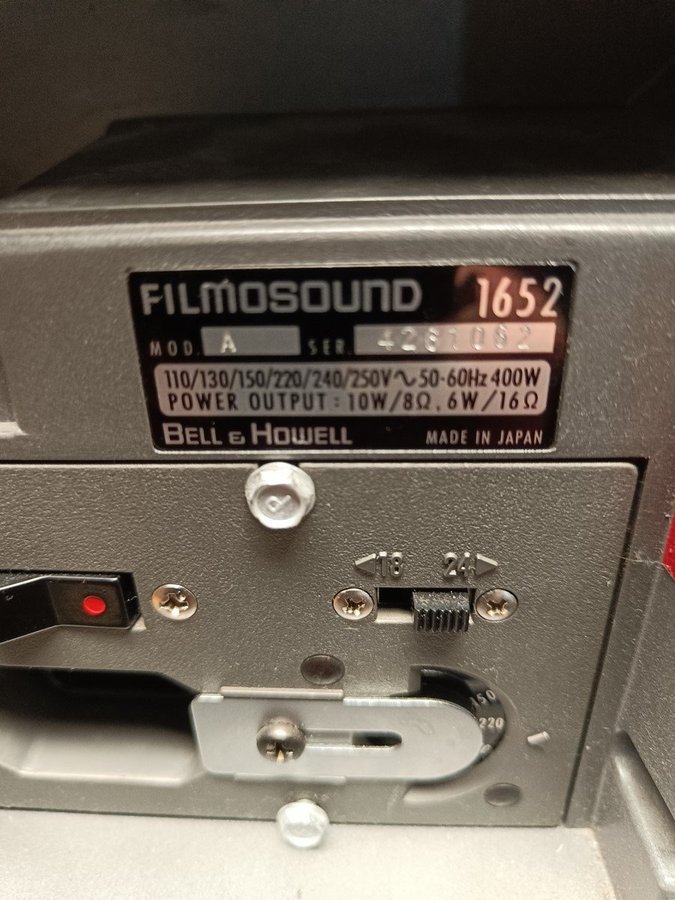 FILMOSOUND 1652
MOD. A SER. 4281082
110/130/150/220/240/250V~50-60Hz 400W
POWER OUTPUT: 10W/8Ω, 6W/16Ω
BELL & HOWELL MADE IN JAPAN
18 24
150
220